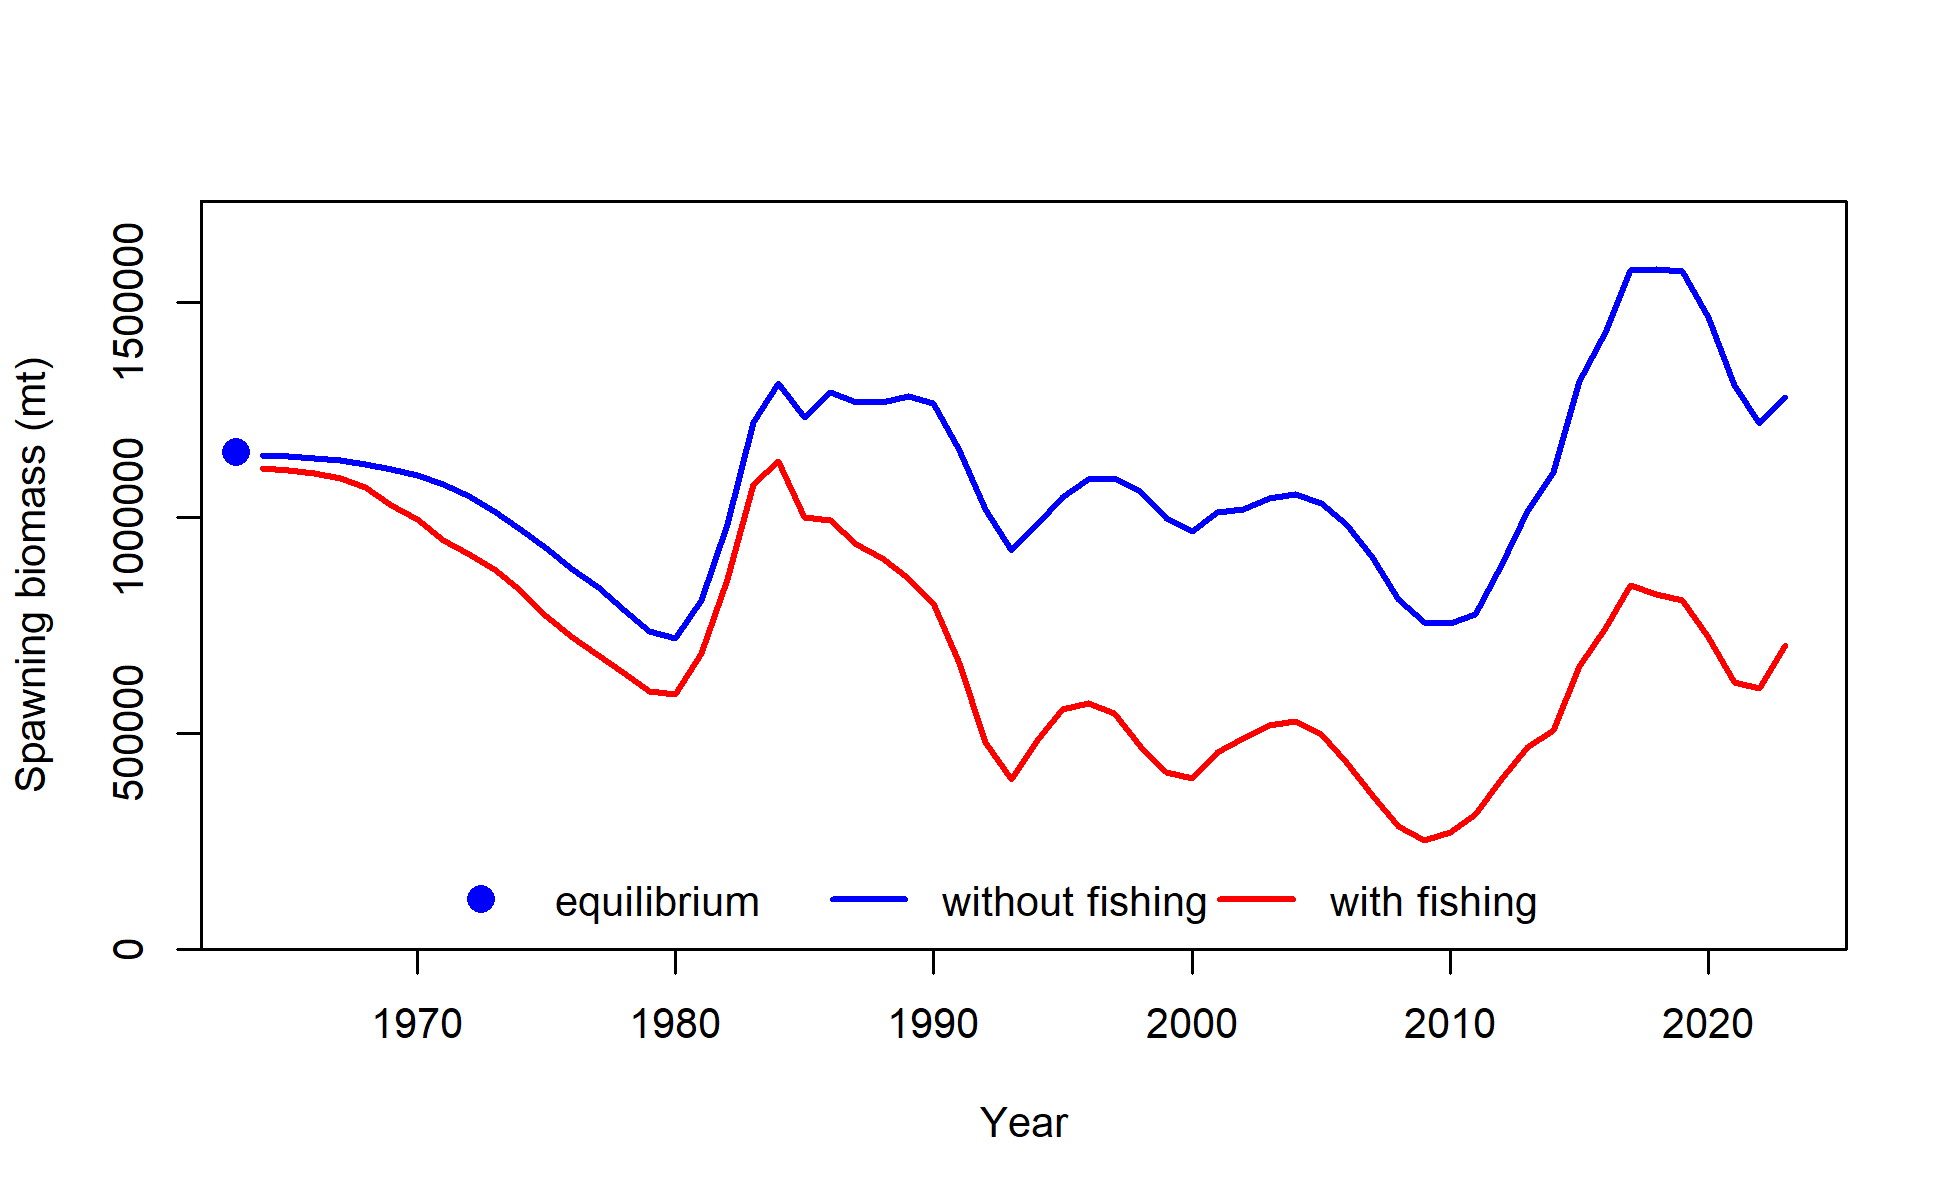 Spawning biomass (mt)
1500000
1000000
500000
0
equilibrium without fishing with fishing
1970 1980 1990 2000 2010 2020
Year